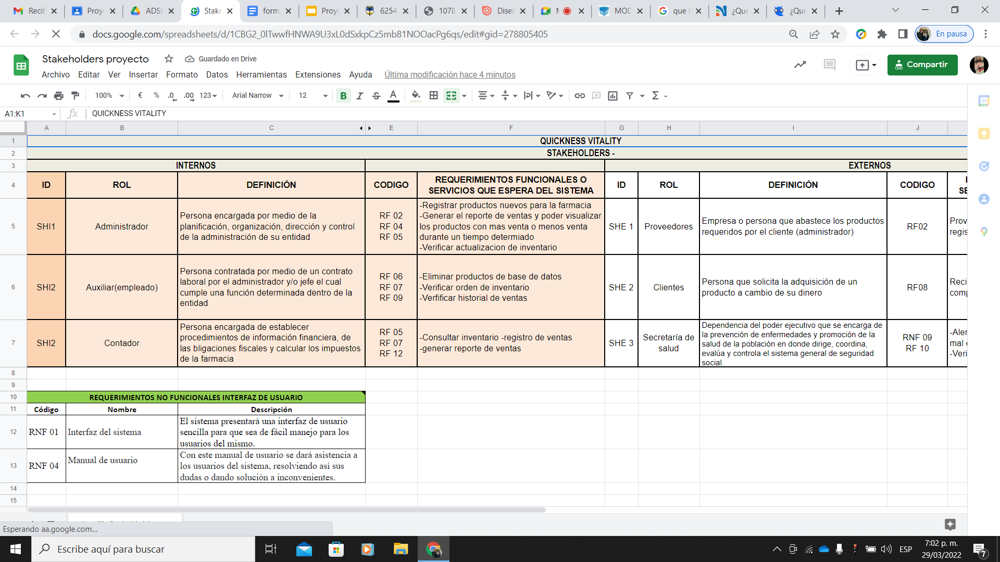 Recib
Proy
ADSI
Stake
form
Proye
6254
1078
Diseñ
MOD
que
¿Que
¿Que
docs.google.com/spreadsheets/d/1CBG2_0lTwwfHNWA9U3xL0dSxkpCz5mb81NOOacPg6qs/edit#gid=278805405
En pausa
Stakeholders proyecto
Guardado en Drive
Archivo Editar Ver Insertar Formato Datos Herramientas Extensiones Ayuda Última modificación hace 4 minutos
Compartir
100% € % .0 .00 123 Arial Narrow 12 B I S A
A1:K1 fx QUICKNESS VITALITY
A B C E F G H I J
1 QUICKNESS VITALITY
2 STAKEHOLDERS -
3 INTERNOS EXTERNOS
4 ID ROL DEFINICIÓN CODIGO
REQUERIMIENTOS FUNCIONALES O
SERVICIOS QUE ESPERA DEL SISTEMA
ID ROL DEFINICIÓN CODIGO
SE
5 SHI1 Administrador
Persona encargada por medio de la
planificación, organización, dirección y control
de la administración de su entidad
RF 02
RF 04
RF 05
-Registrar productos nuevos para la farmacia
-Generar el reporte de ventas y poder visualizar
los productos con mas venta o menos venta
durante un tiempo determiado
-Verificar actualizacion de inventario
SHE 1 Proveedores
Empresa o persona que abastece los productos
requeridos por el cliente (administrador)
RF02
Prov
regis
6 SHI2 Auxiliar(empleado)
Persona contratada por medio de un contrato
laboral por el administrador y/o jefe el cual
cumple una función determinada dentro de la
entidad
RF 06
RF 07
RF 09
-Eliminar productos de base de datos
-Verificar orden de inventario
-Verfificar historial de ventas
SHE 2 Clientes
Persona que solicita la adquisición de un
producto a cambio de su dinero
RF08
Reci
comp
7 SHI2 Contador
Persona encargada de establecer
procedimientos de información financiera, de
las bligaciones fiscales y calcular los impuestos
de la farmacia
RF 05
RF 07
RF 12
-Consultar inventario -registro de ventas
-generar reporte de ventas
SHE 3
Secretaría de
salud
Dependencia del poder ejecutivo que se encarga de
la prevención de enfermedades y promoción de la
salud de la población en donde dirige, coordina,
evalúa y controla el sistema general de seguridad
social.
RNF 09
RF 10
-Aler
mal
-Veri
8
9
10 REQUERIMIENTOS NO FUNCIONALES INTERFAZ DE USUARIO
11 Código Nombre Descripción
12 RNF 01 Interfaz del sistema
El sistema presentará una interfaz de usuario
sencilla para que sea de fácil manejo para los
usuarios del mismo.
13 RNF 04 Manual de usuario
Con este manual de usuario se dará asistencia a
los usuarios del sistema, resolviendo así sus
dudas o dando solución a inconvenientes.
14
15
Esperando aa.google.com...
Escribe aquí para buscar
ESP
7:02 p. m.
29/03/2022
7